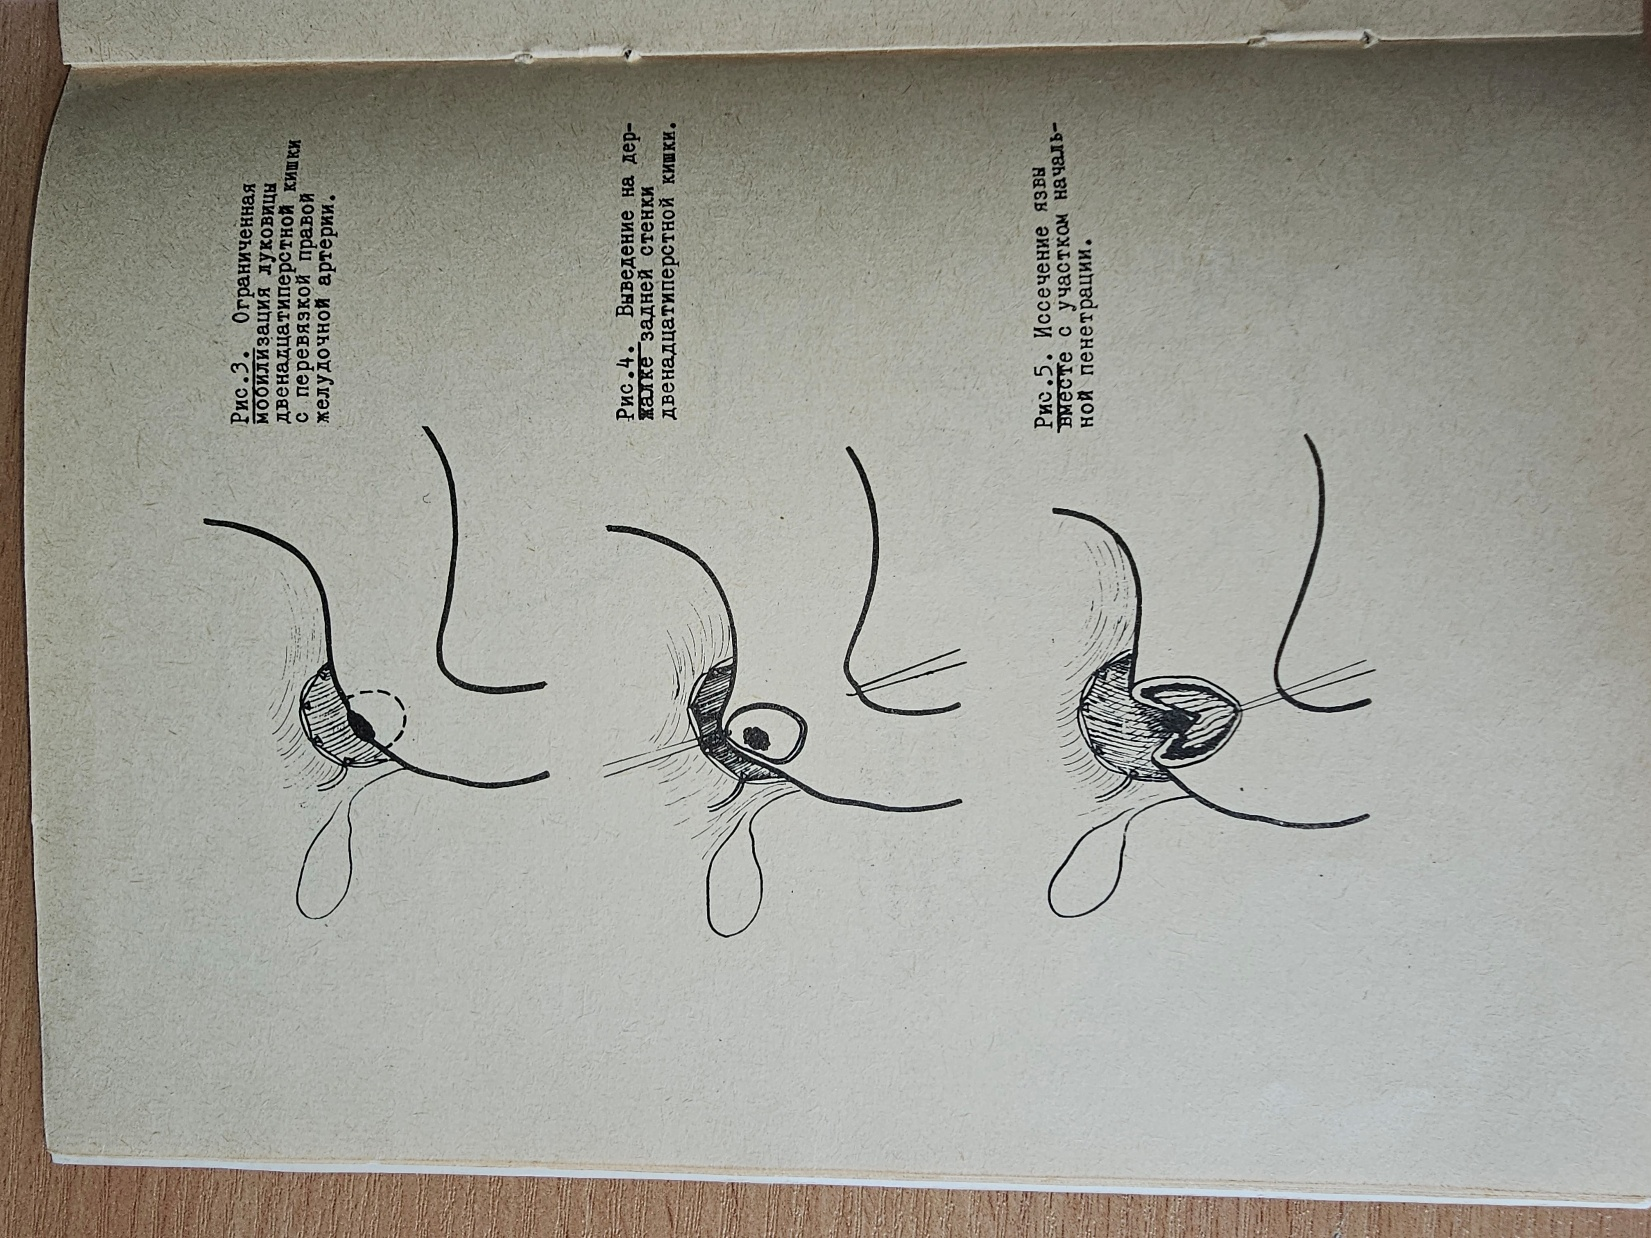 Рис.3. Ограниченная
мобилизация луковицы
двенадцатиперстной кишки
с перевязкой правой
желудочной артерии.
Рис.4. Выведение на дер-
жалке задней стенки
двенадцатиперстной кишки.
Рис.5. Иссечение язвы
вместе с участком началь-
ной пенетрации.